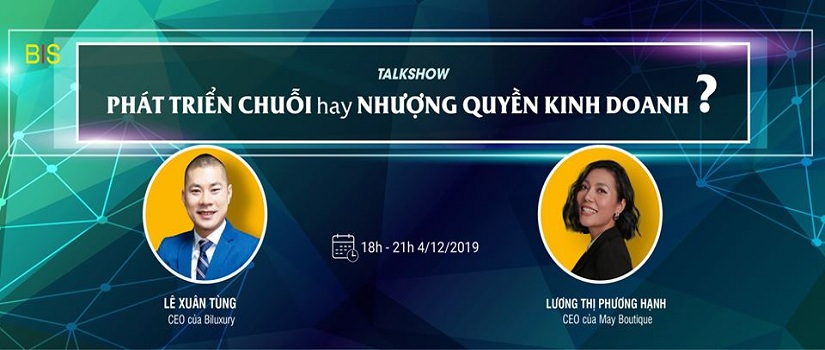 BIS
TALKSHOW
PHÁT TRIỂN CHUỖI hay NHƯỢNG QUYỀN KINH DOANH ?
18h - 21h 4/12/2019
LÊ XUÂN TÙNG
CEO của Biluxury
LƯƠNG THỊ PHƯƠNG HẠNH
CEO của May Boutique